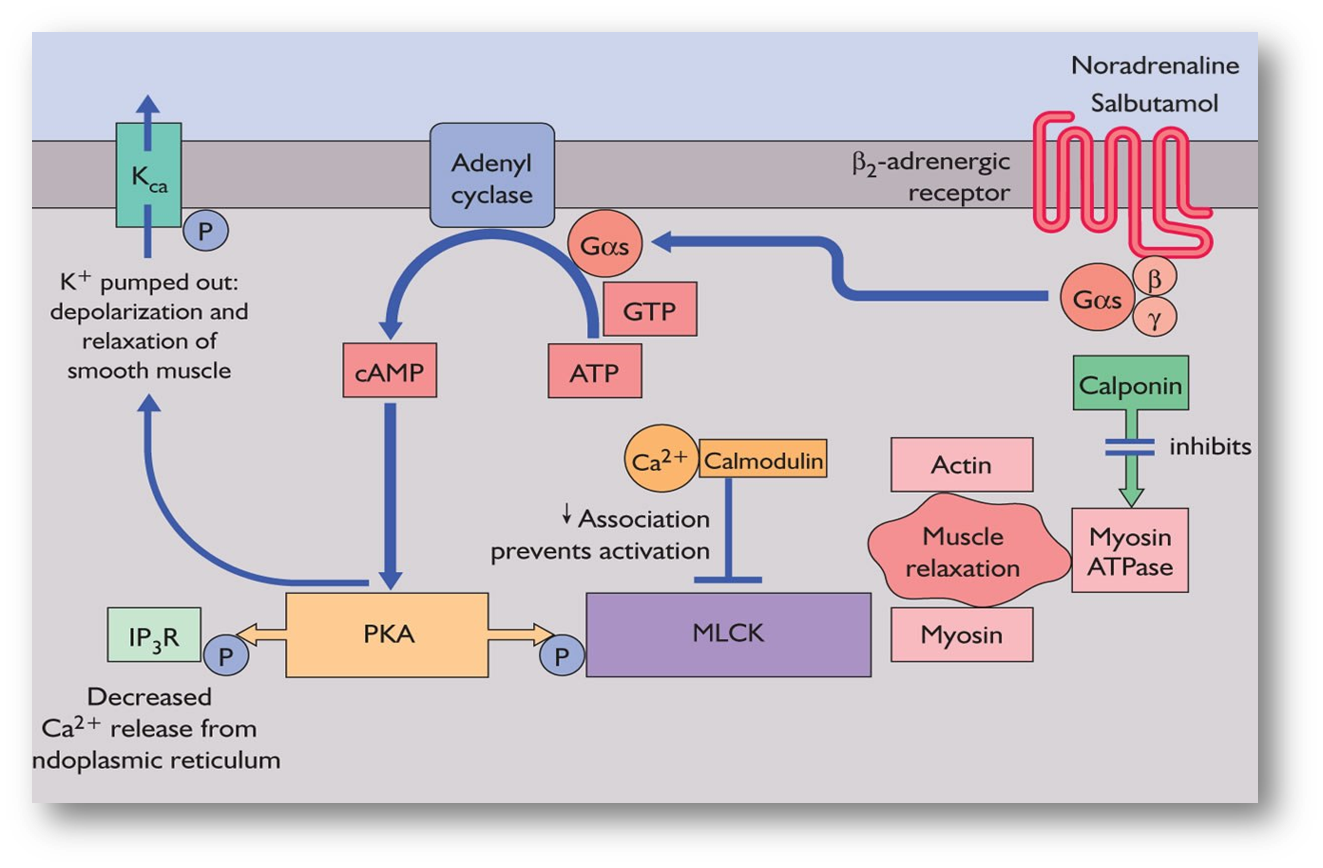 Noradrenaline
Salbutamol
β2-adrenergic
receptor
Adenyl
cyclase
Kca
P
Gαs
GTP
ATP
cAMP
Gαs
β
γ
K+ pumped out:
depolarization and
relaxation of
smooth muscle
Calponin
inhibits
Ca2+
Calmodulin
↓ Association
prevents activation
Actin
Muscle
relaxation
Myosin
Myosin
ATPase
IP3R
P
PKA
P
MLCK
Decreased
Ca2+ release from
ndoplasmic reticulum